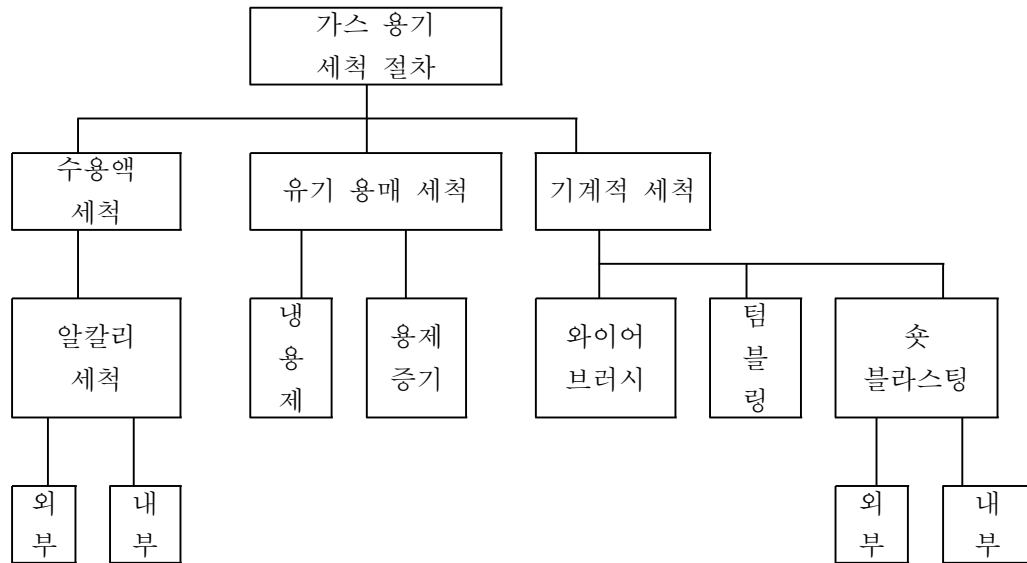 가스 용기
세척 절차
수용액
세척
유기 용매 세척
기계적 세척
알칼리
세척
냉
용
제
용제
증기
와이어
브러시
텀
블
링
숏
블라스팅
외
부
내
부
외
부
내
부